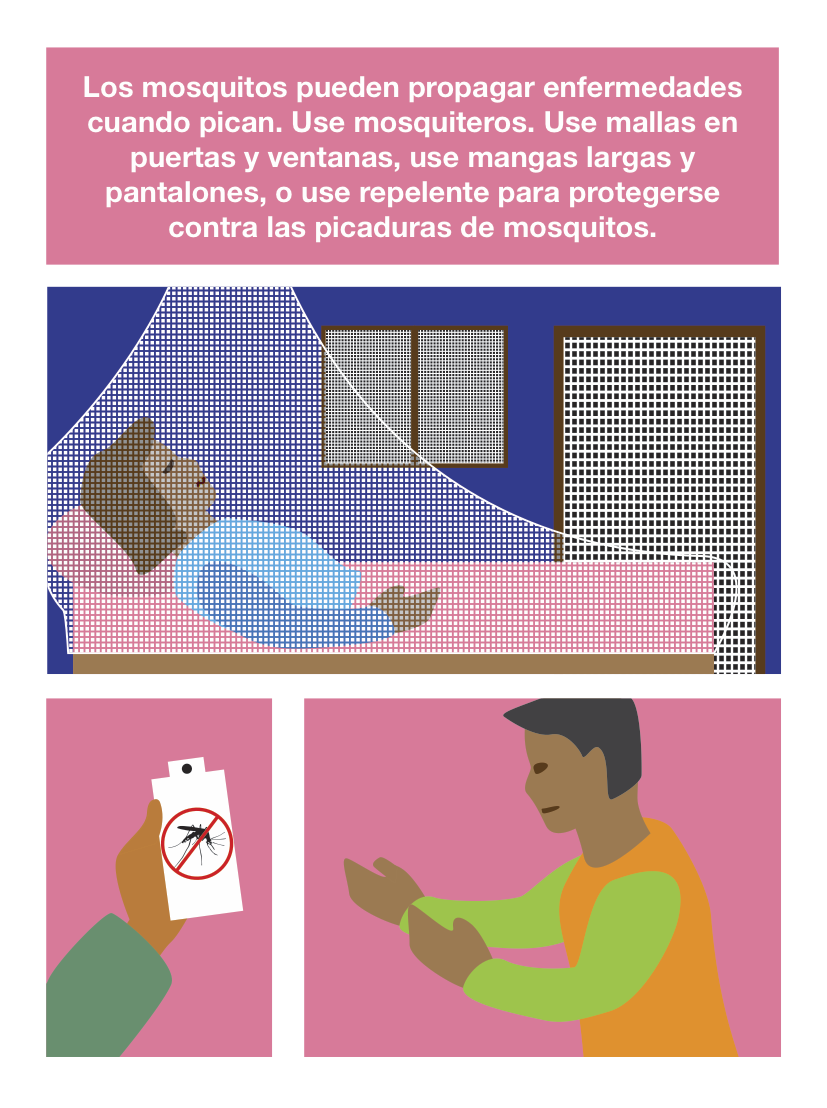 Los mosquitos pueden propagar enfermedades
cuando pican. Use mosquiteros. Use mallas en
puertas y ventanas, use mangas largas y
pantalones, o use repelente para protegerse
contra las picaduras de mosquitos.